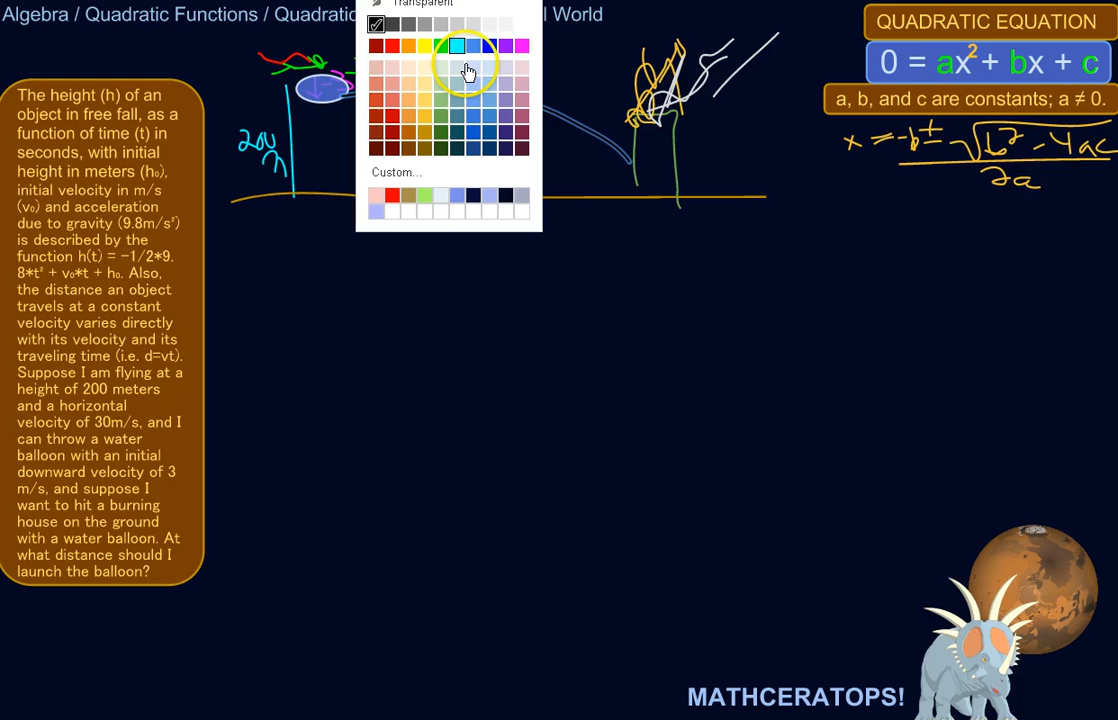 Algebra / Quadratic Functions / Quadratic
l World
Transparent
QUADRATIC EQUATION
0 = ax² + bx + c
a, b, and c are constants; a ≠ 0.
x = -b ± √b² - 4ac
2a
The height (h) of an
object in free fall, as a
function of time (t) in
seconds, with initial
height in meters (h₀),
initial velocity in m/s
(v₀) and acceleration
due to gravity (9.8m/s²)
is described by the
function h(t) = −1/2*9.
8*t² + v₀*t + h₀. Also,
the distance an object
travels at a constant
velocity varies directly
with its velocity and its
traveling time (i.e. d=vt).
Suppose I am flying at a
height of 200 meters
and a horizontal
velocity of 30m/s, and I
can throw a water
balloon with an initial
downward velocity of 3
m/s, and suppose I
want to hit a burning
house on the ground
with a water balloon. At
what distance should I
launch the balloon?
200
m
Custom...
MATHCERATOPS!